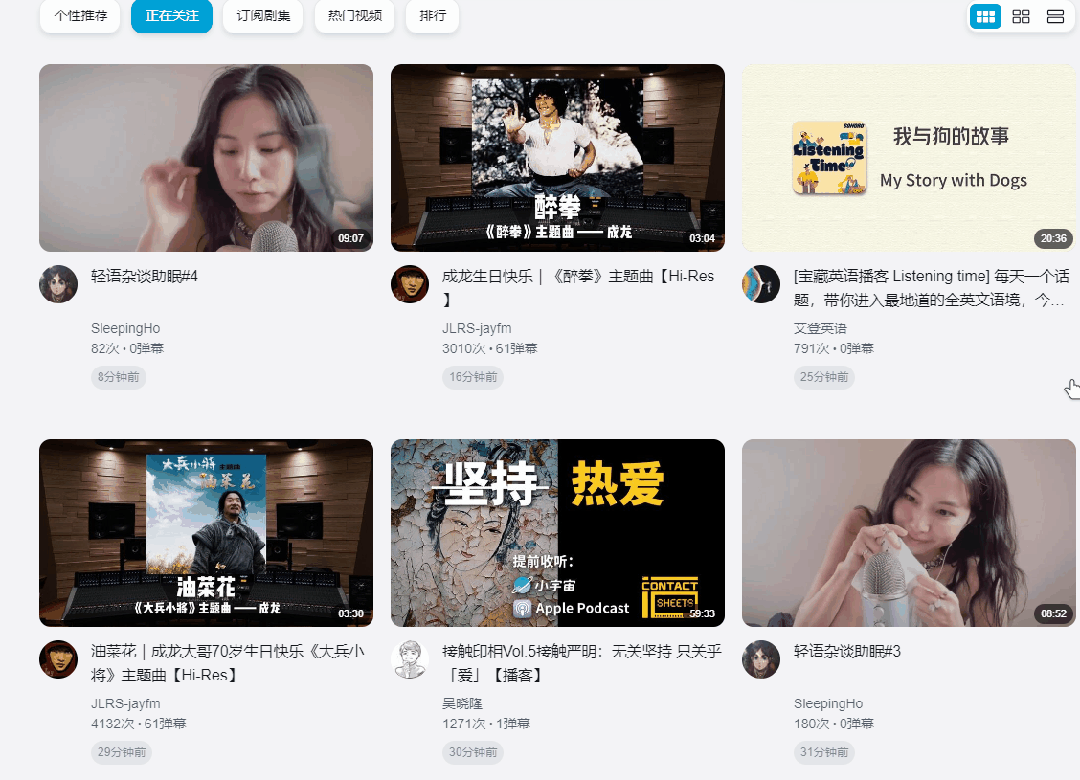 个性推荐
正在关注
订阅剧集
热门视频
排行
09:07
醉拳
《醉拳》主题曲——成龙
03:04
SONORO
Listening
Time
我与狗的故事
My Story with Dogs
20:36
轻语杂谈助眠#4
SleepingHo
82次・0弹幕
8分钟前
成龙生日快乐｜《醉拳》主题曲【Hi-Res
】
JLRS-jayfm
3010次・61弹幕
16分钟前
[宝藏英语播客 Listening time] 每天一个话
题，带你进入最地道的全英文语境，今…
艾登英语
791次・0弹幕
25分钟前
大兵小將 主题曲
油菜花
油菜花
《大兵小將》主题曲——成龙
03:30
坚持 热爱
提前收听：
小宇宙
Apple Podcast
CONTACT
SHEETS
59:33
08:52
油菜花｜成龙大哥70岁生日快乐《大兵小
将》主题曲【Hi-Res】
JLRS-jayfm
4132次・61弹幕
29分钟前
接触印相Vol.5接触严明：无关坚持 只关乎
「爱」【播客】
吴晓隆
1271次・1弹幕
30分钟前
轻语杂谈助眠#3
SleepingHo
180次・0弹幕
31分钟前